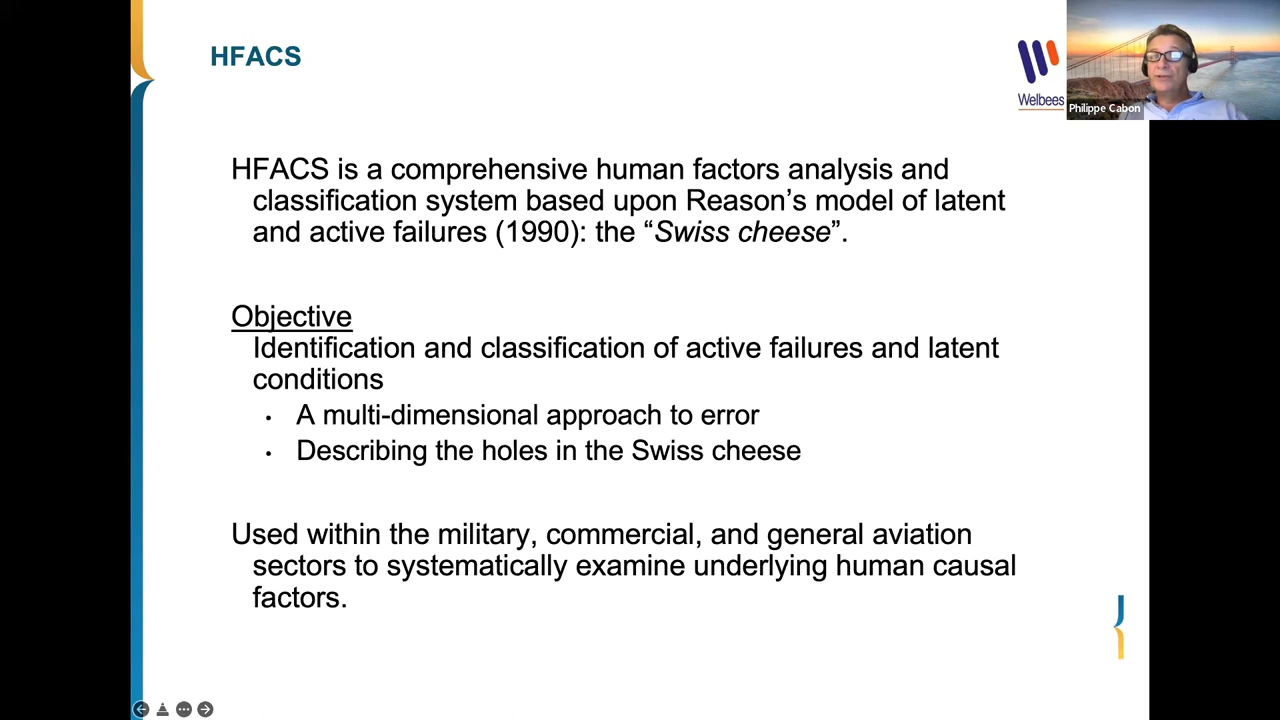 HFACS
Welbees
Philippe Cabon
HFACS is a comprehensive human factors analysis and
classification system based upon Reason’s model of latent
and active failures (1990): the “Swiss cheese”.
Objective
Identification and classification of active failures and latent
conditions
• A multi-dimensional approach to error
• Describing the holes in the Swiss cheese
Used within the military, commercial, and general aviation
sectors to systematically examine underlying human causal
factors.